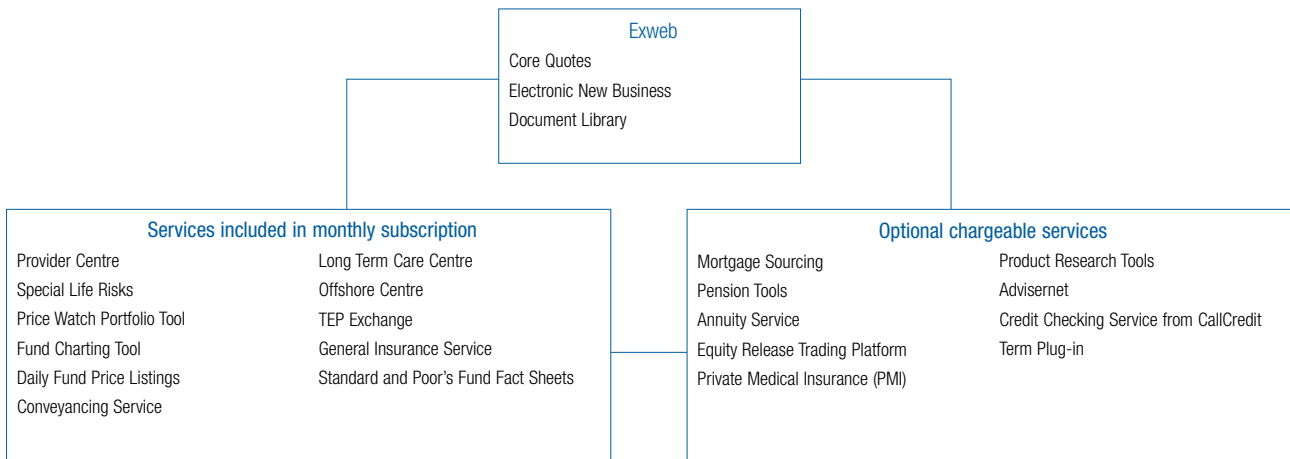 Exweb
Core Quotes
Electronic New Business
Document Library
Services included in monthly subscription
Provider Centre
Special Life Risks
Price Watch Portfolio Tool
Fund Charting Tool
Daily Fund Price Listings
Conveyancing Service
Long Term Care Centre
Offshore Centre
TEP Exchange
General Insurance Service
Standard and Poor's Fund Fact Sheets
Optional chargeable services
Mortgage Sourcing
Pension Tools
Annuity Service
Equity Release Trading Platform
Private Medical Insurance (PMI)
Product Research Tools
Advisernet
Credit Checking Service from CallCredit
Term Plug-in